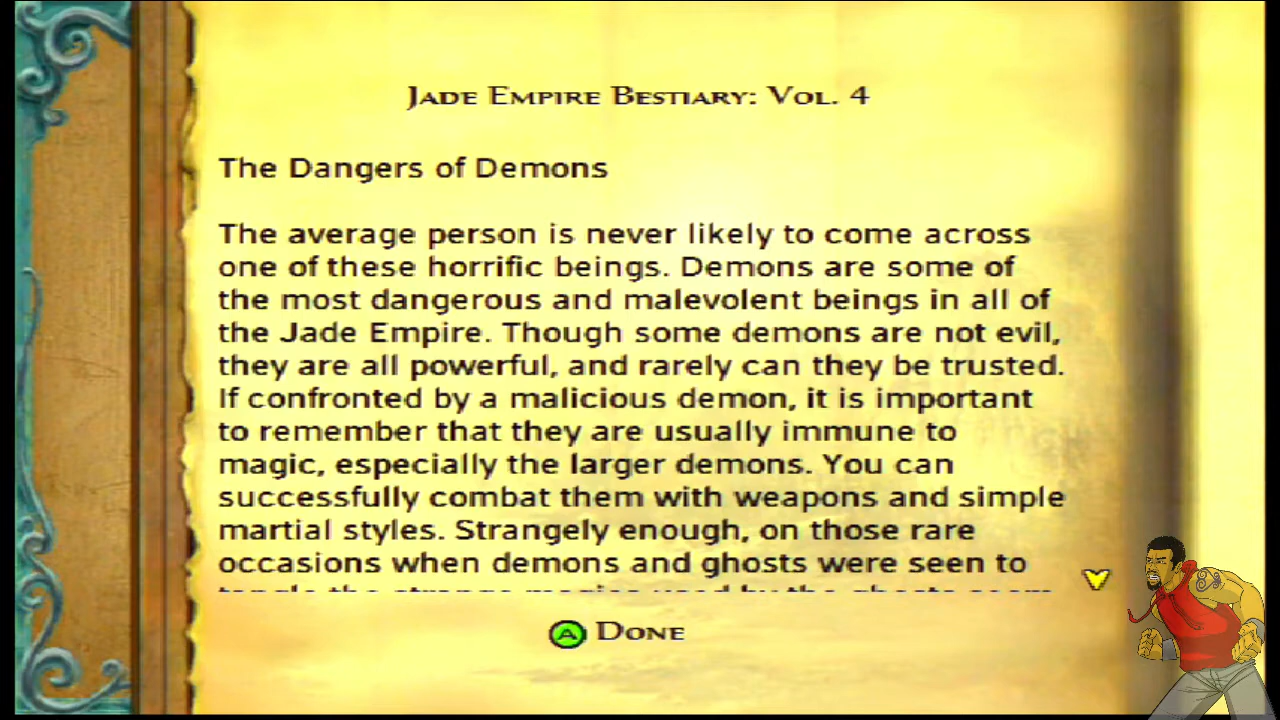 Jade Empire Bestiary: Vol. 4
The Dangers of Demons
The average person is never likely to come across
one of these horrific beings. Demons are some of
the most dangerous and malevolent beings in all of
the Jade Empire. Though some demons are not evil,
they are all powerful, and rarely can they be trusted.
If confronted by a malicious demon, it is important
to remember that they are usually immune to
magic, especially the larger demons. You can
successfully combat them with weapons and simple
martial styles. Strangely enough, on those rare
occasions when demons and ghosts were seen to
A Done